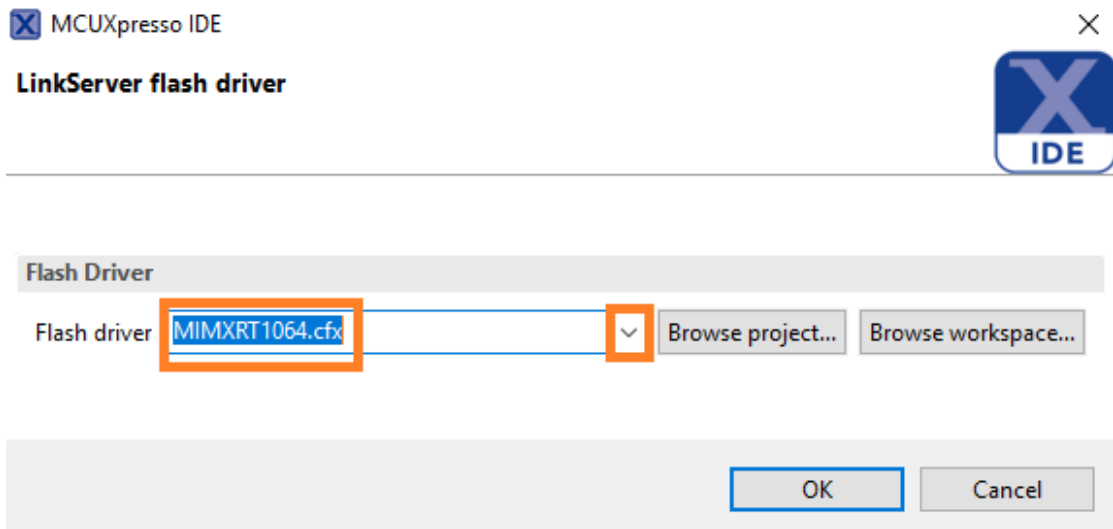 MCUXpresso IDE
LinkServer flash driver
X
IDE
Flash Driver
Flash driver MIMXRT1064.cfx Browse project... Browse workspace...
OK Cancel